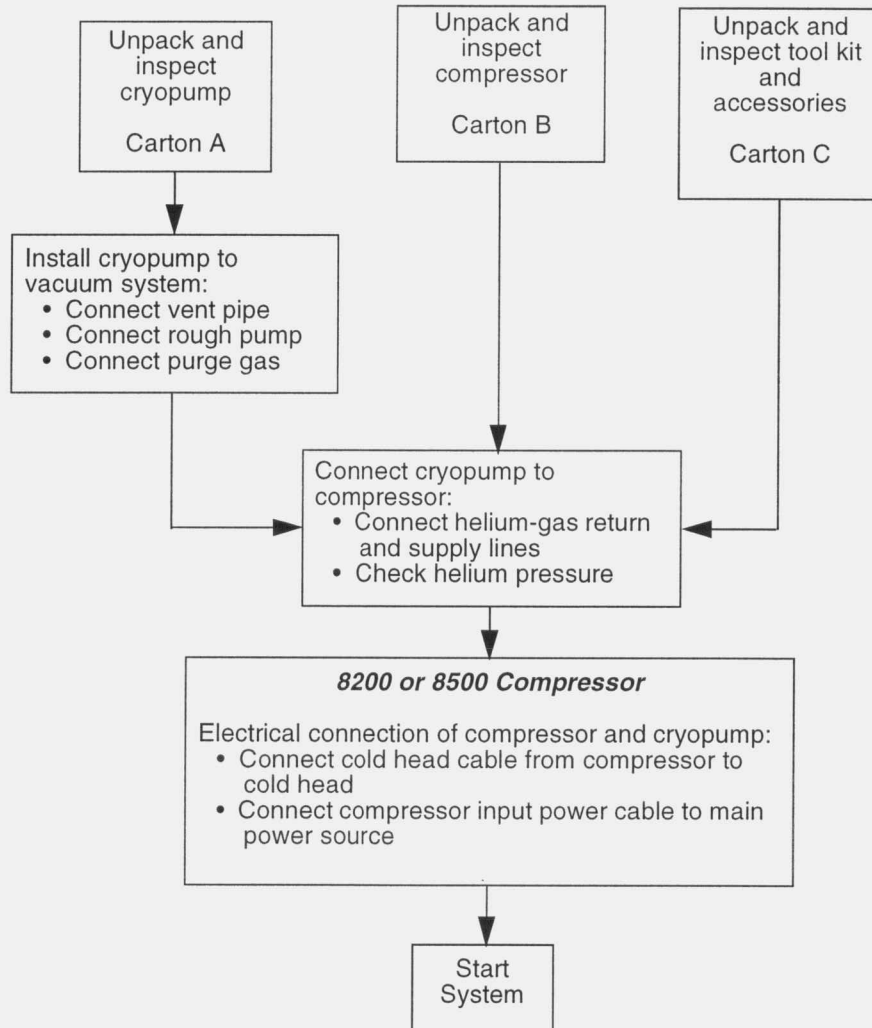 Unpack and
inspect
cryopump
Carton A
Unpack and
inspect
compressor
Carton B
Unpack and
inspect tool kit
and
accessories
Carton C
Install cryopump to
vacuum system:
• Connect vent pipe
• Connect rough pump
• Connect purge gas
Connect cryopump to
compressor:
• Connect helium-gas return
and supply lines
• Check helium pressure
8200 or 8500 Compressor
Electrical connection of compressor and cryopump:
• Connect cold head cable from compressor to
cold head
• Connect compressor input power cable to main
power source
Start
System